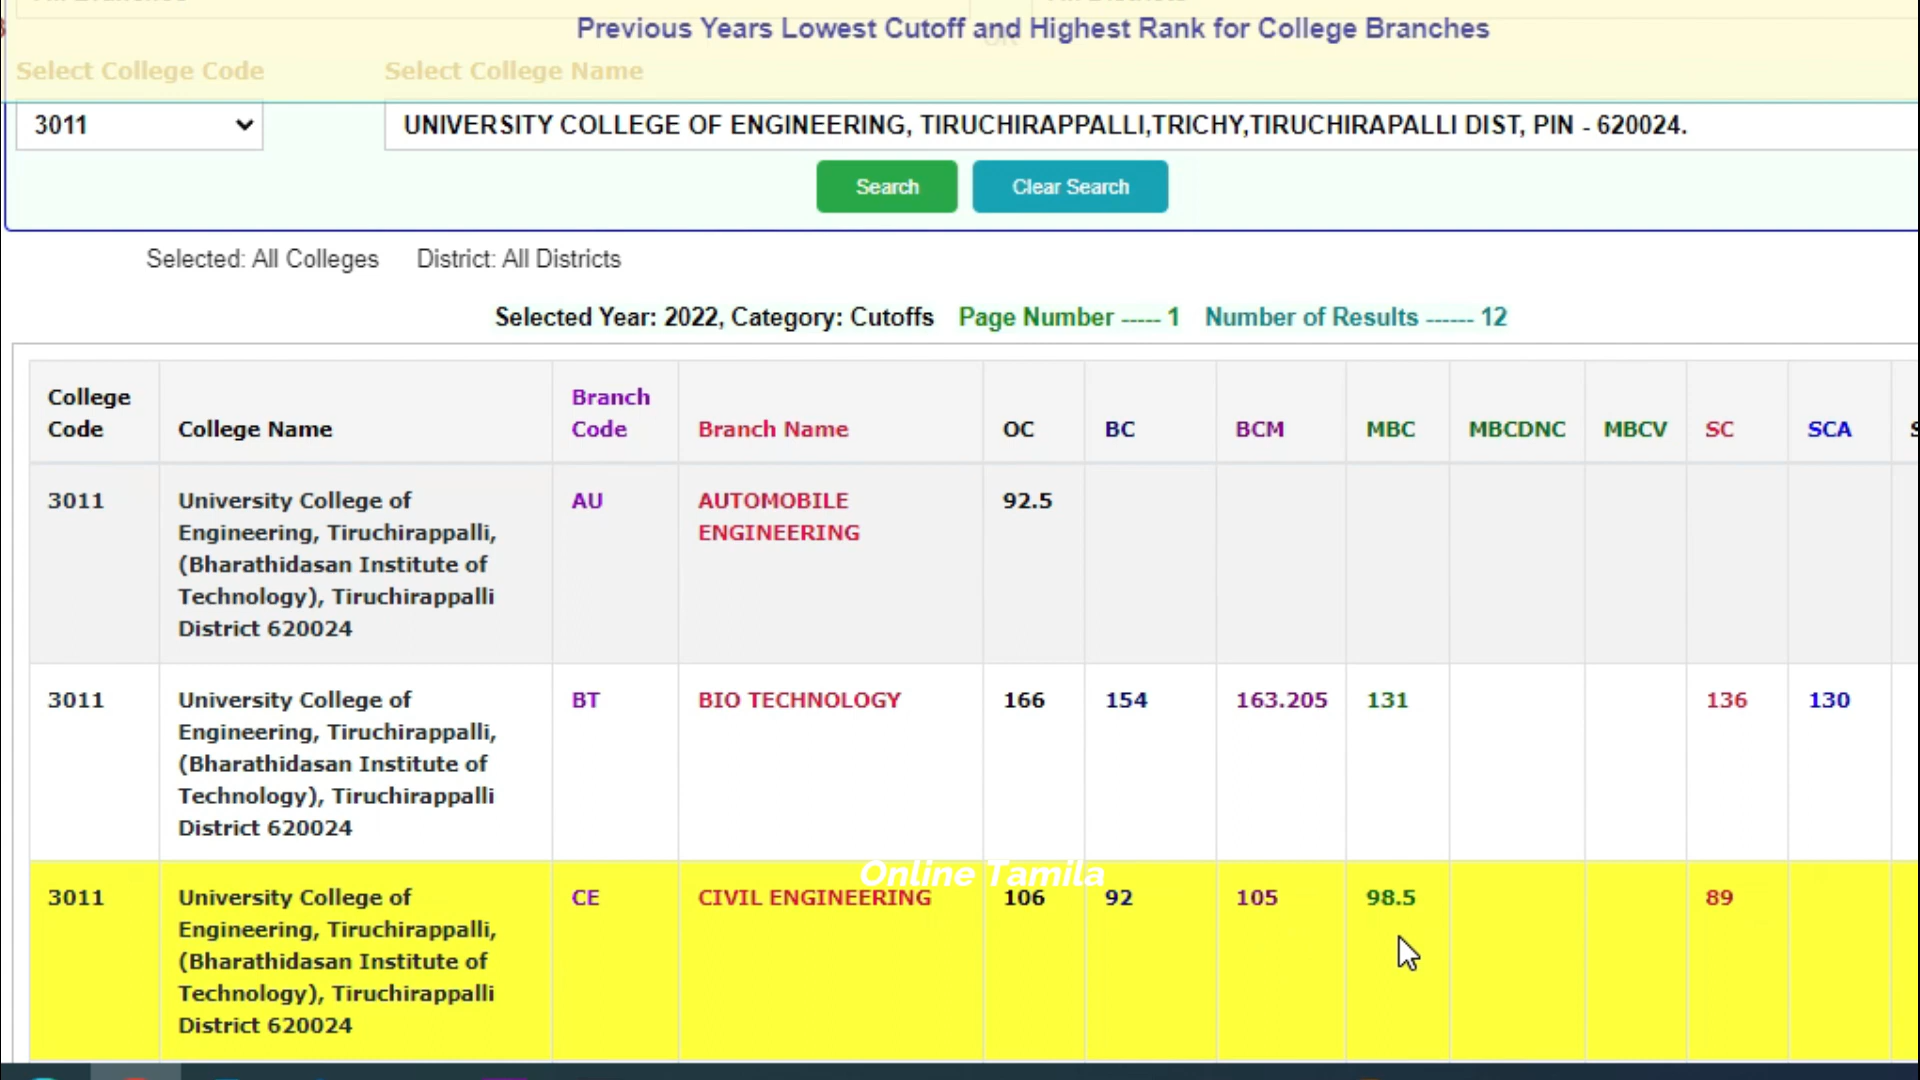 Previous Years Lowest Cutoff and Highest Rank for College Branches
Select College Code Select College Name
3011 UNIVERSITY COLLEGE OF ENGINEERING, TIRUCHIRAPPALLI,TRICHY,TIRUCHIRAPALLI DIST, PIN - 620024.
Search Clear Search
Selected: All Colleges District: All Districts
Selected Year: 2022, Category: Cutoffs Page Number ----- 1 Number of Results ------ 12
College Code College Name Branch Code Branch Name OC BC BCM MBC MBCDNC MBCV SC SCA
3011 University College of AU AUTOMOBILE 92.5
Engineering, Tiruchirappalli, ENGINEERING
(Bharathidasan Institute of
Technology), Tiruchirappalli
District 620024
3011 University College of BT BIO TECHNOLOGY 166 154 163.205 131 136 130
Engineering, Tiruchirappalli,
(Bharathidasan Institute of
Technology), Tiruchirappalli
District 620024
Online Tamila
3011 University College of CE CIVIL ENGINEERING 106 92 105 98.5 89
Engineering, Tiruchirappalli,
(Bharathidasan Institute of
Technology), Tiruchirappalli
District 620024